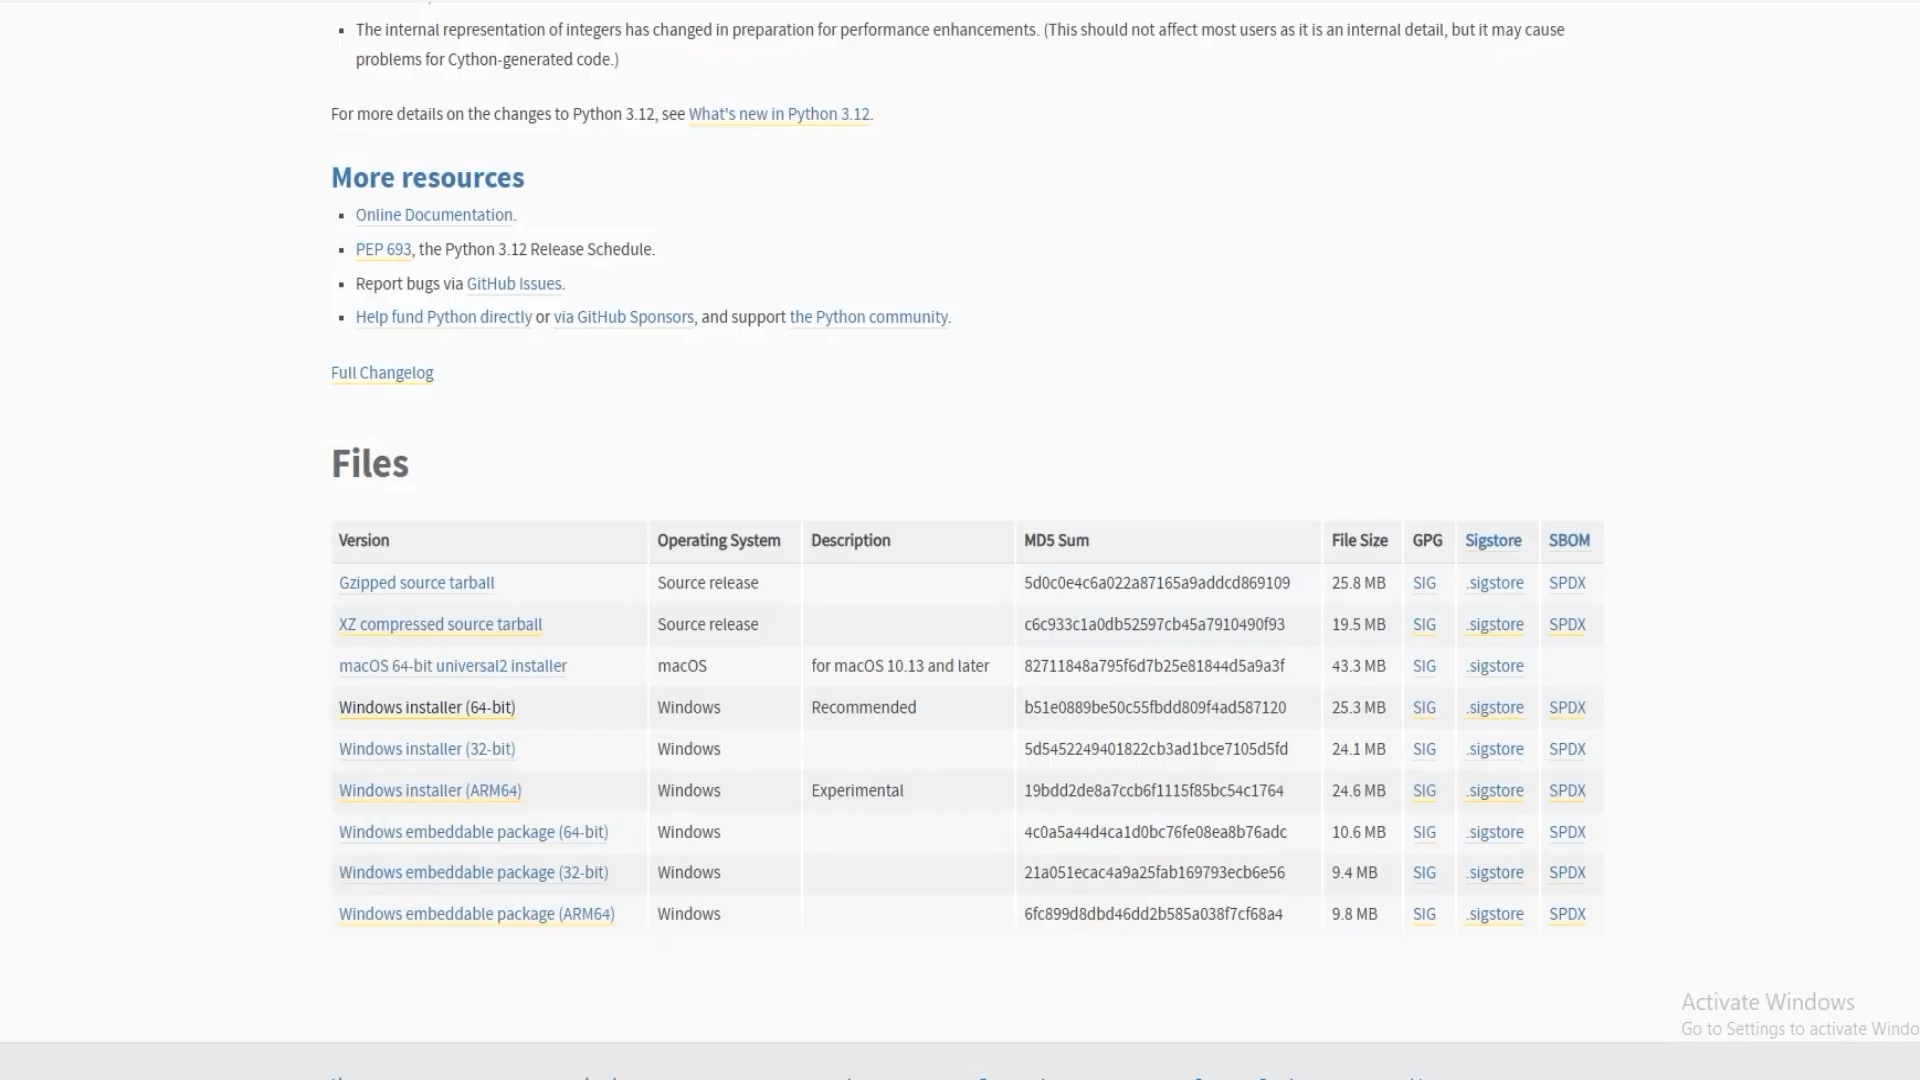 The internal representation of integers has changed in preparation for performance enhancements. (This should not affect most users as it is an internal detail, but it may cause
problems for Cython-generated code.)
For more details on the changes to Python 3.12, see What's new in Python 3.12.
More resources
Online Documentation.
PEP 693, the Python 3.12 Release Schedule.
Report bugs via GitHub Issues.
Help fund Python directly or via GitHub Sponsors, and support the Python community.
Full Changelog
Files
Version Operating System Description MD5 Sum File Size GPG Sigstore SBOM
Gzipped source tarball Source release 5d0c0e4c6a022a87165a9addcd869109 25.8 MB SIG .sigstore SPDX
XZ compressed source tarball Source release c6c933c1a0db52597cb45a7910490f93 19.5 MB SIG .sigstore SPDX
macOS 64-bit universal2 installer macOS for macOS 10.13 and later 82711848a795f6d7b25e81844d5a9a3f 43.3 MB SIG .sigstore
Windows installer (64-bit) Windows Recommended b51e0889be50c55fbdd809f4ad587120 25.3 MB SIG .sigstore SPDX
Windows installer (32-bit) Windows 5d5452249401822cb3ad1bce7105d5fd 24.1 MB SIG .sigstore SPDX
Windows installer (ARM64) Windows Experimental 19bdd2de8a7ccb6f1115f85bc54c1764 24.6 MB SIG .sigstore SPDX
Windows embeddable package (64-bit) Windows 4c0a5a44d4ca1d0bc76fe08ea8b76adc 10.6 MB SIG .sigstore SPDX
Windows embeddable package (32-bit) Windows 21a051ecac4a9a25fab169793ecb6e56 9.4 MB SIG .sigstore SPDX
Windows embeddable package (ARM64) Windows 6fc899d8dbd46dd2b585a038f7cf68a4 9.8 MB SIG .sigstore SPDX
Activate Windows
Go to Settings to activate Windo